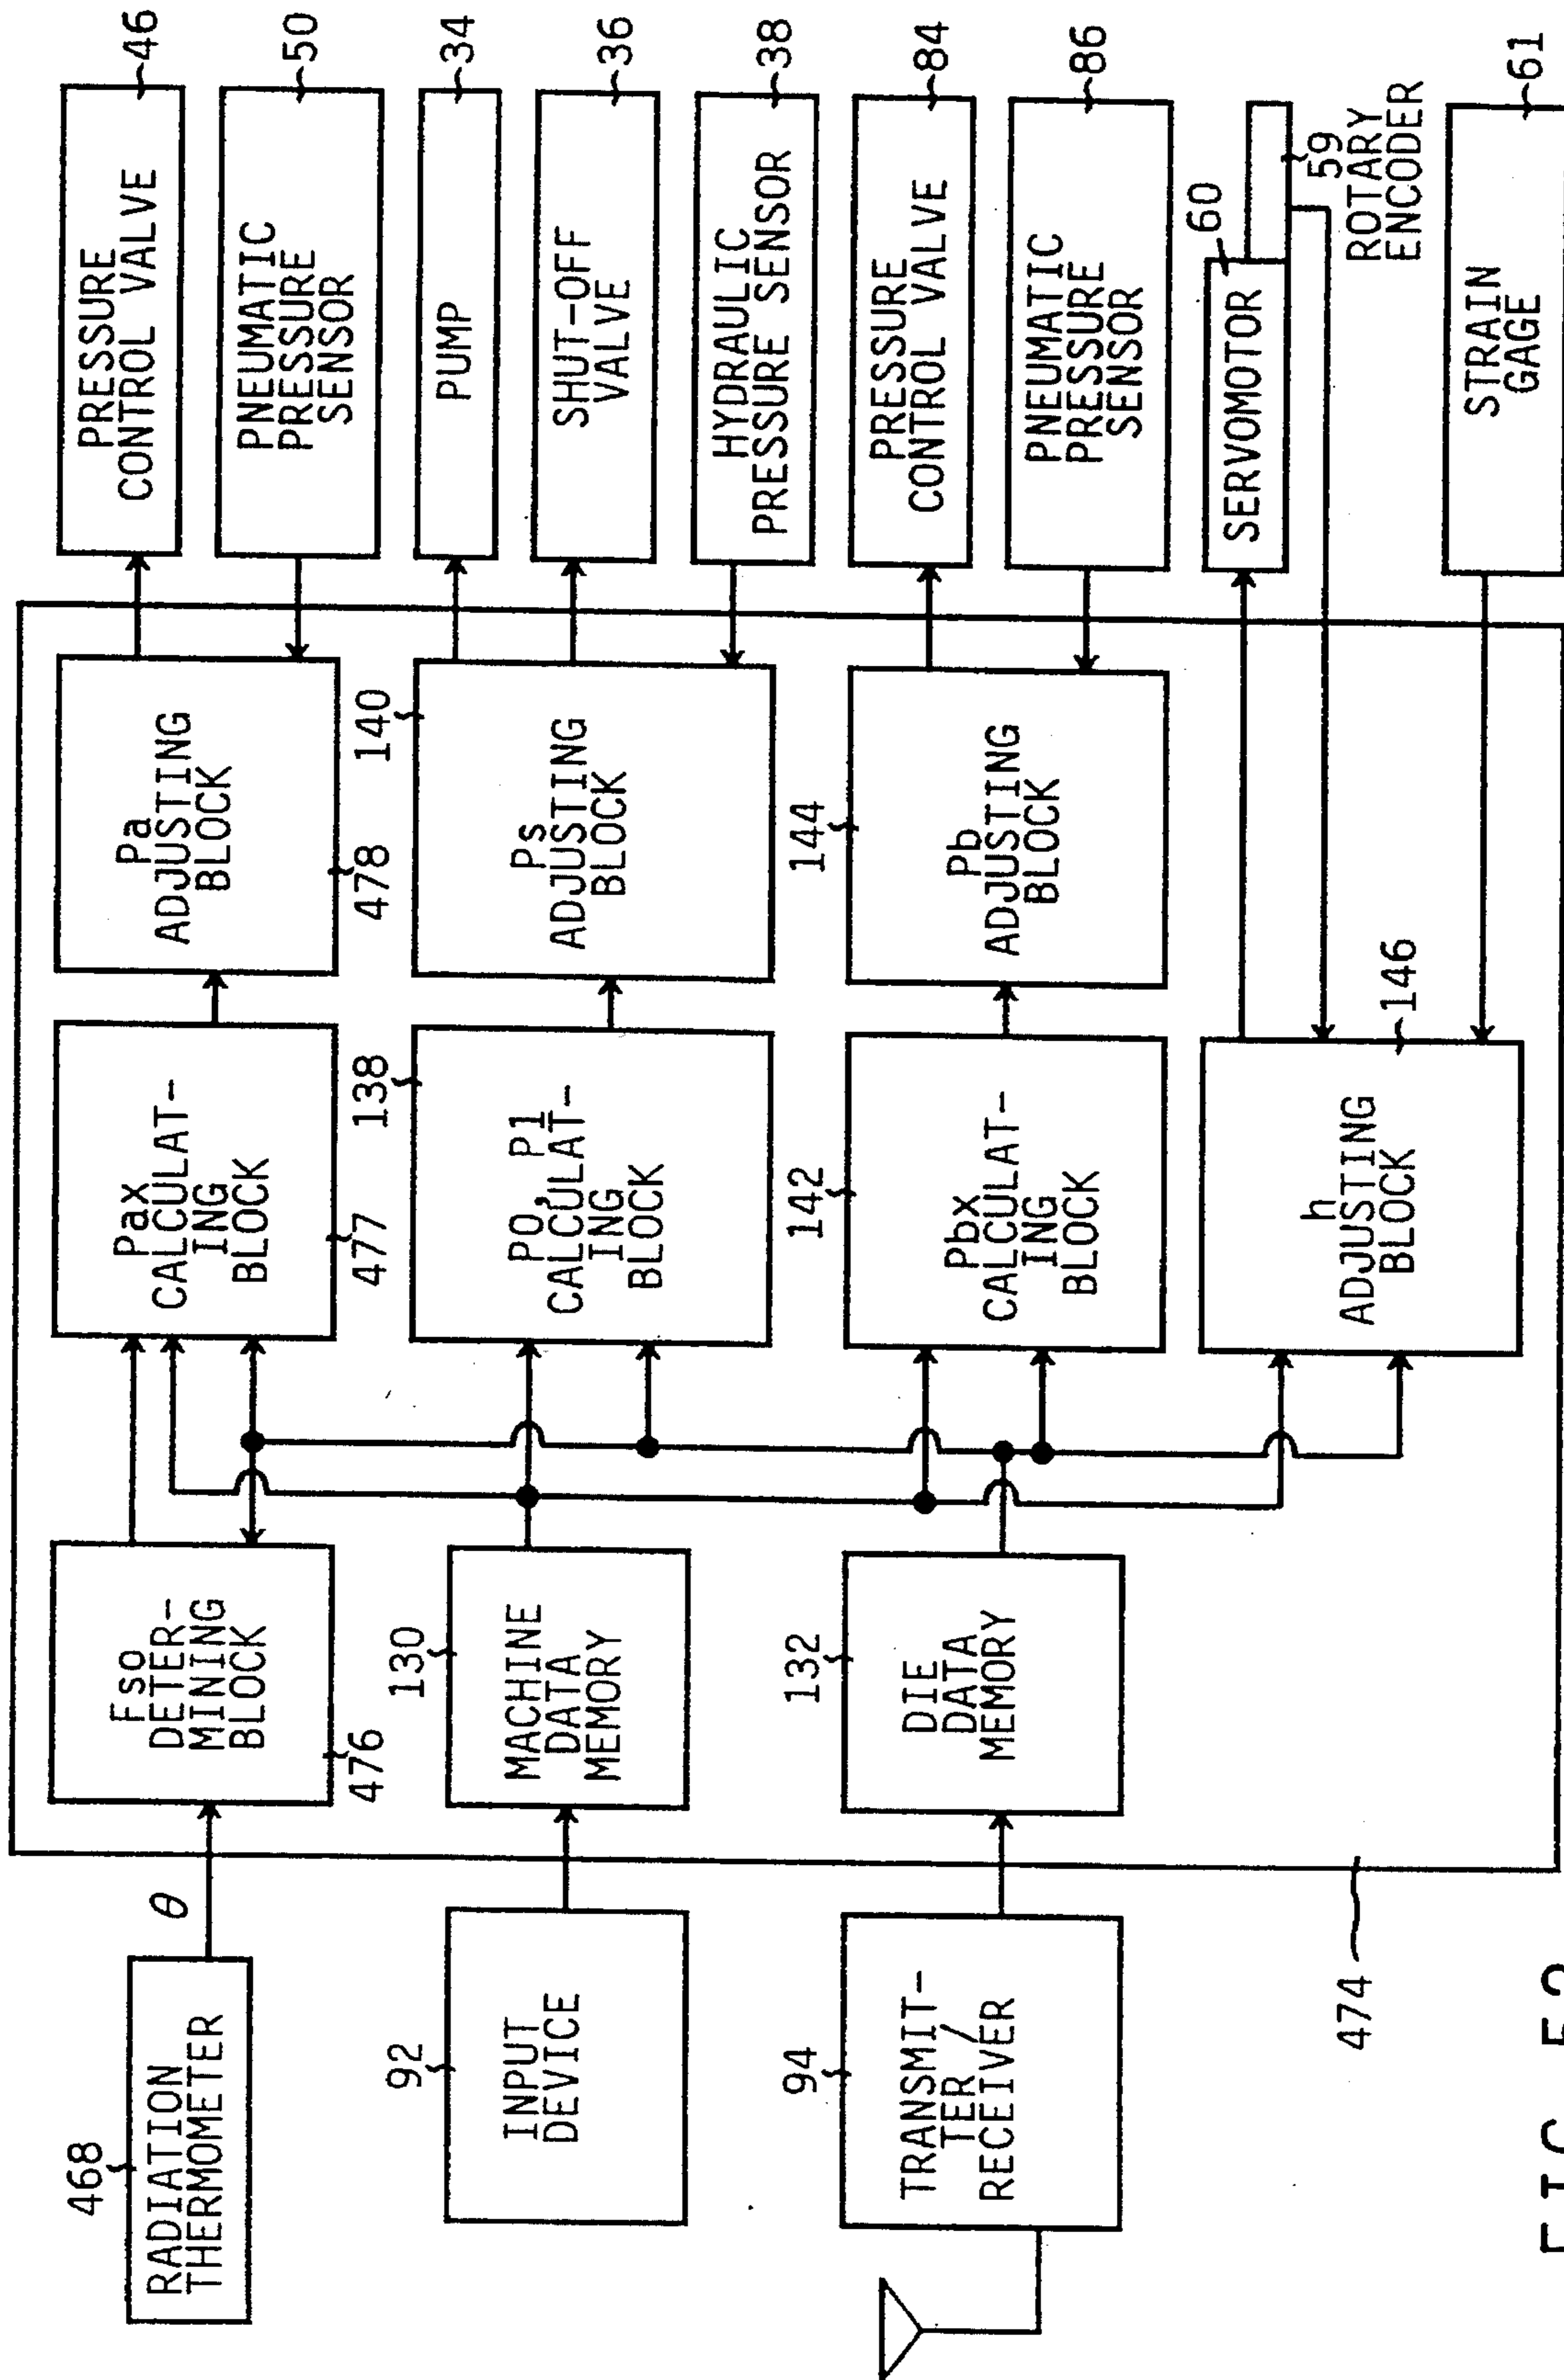 468
RADIATION
THERMOMETER
θ
92
INPUT
DEVICE
94
TRANSMIT-
TER /
RECEIVER
474
Fso
DETER-
MINING
BLOCK
476
130
MACHINE
DATA
MEMORY
132
DIE
DATA
MEMORY
Pax
CALCULAT-
ING
BLOCK
477
138
P0, P1
CALCULAT-
ING
BLOCK
142
Pbx
CALCULAT-
ING
BLOCK
h
ADJUSTING
BLOCK
146
Pa
ADJUSTING
BLOCK
478
140
Ps
ADJUSTING
BLOCK
144
Pb
ADJUSTING
BLOCK
PRESSURE
CONTROL VALVE
46
PNEUMATIC
PRESSURE
SENSOR
50
PUMP
34
SHUT-OFF
VALVE
36
HYDRAULIC
PRESSURE SENSOR
38
PRESSURE
CONTROL VALVE
84
PNEUMATIC
PRESSURE
SENSOR
86
SERVOMOTOR
60
59
ROTARY
ENCODER
STRAIN
GAGE
61